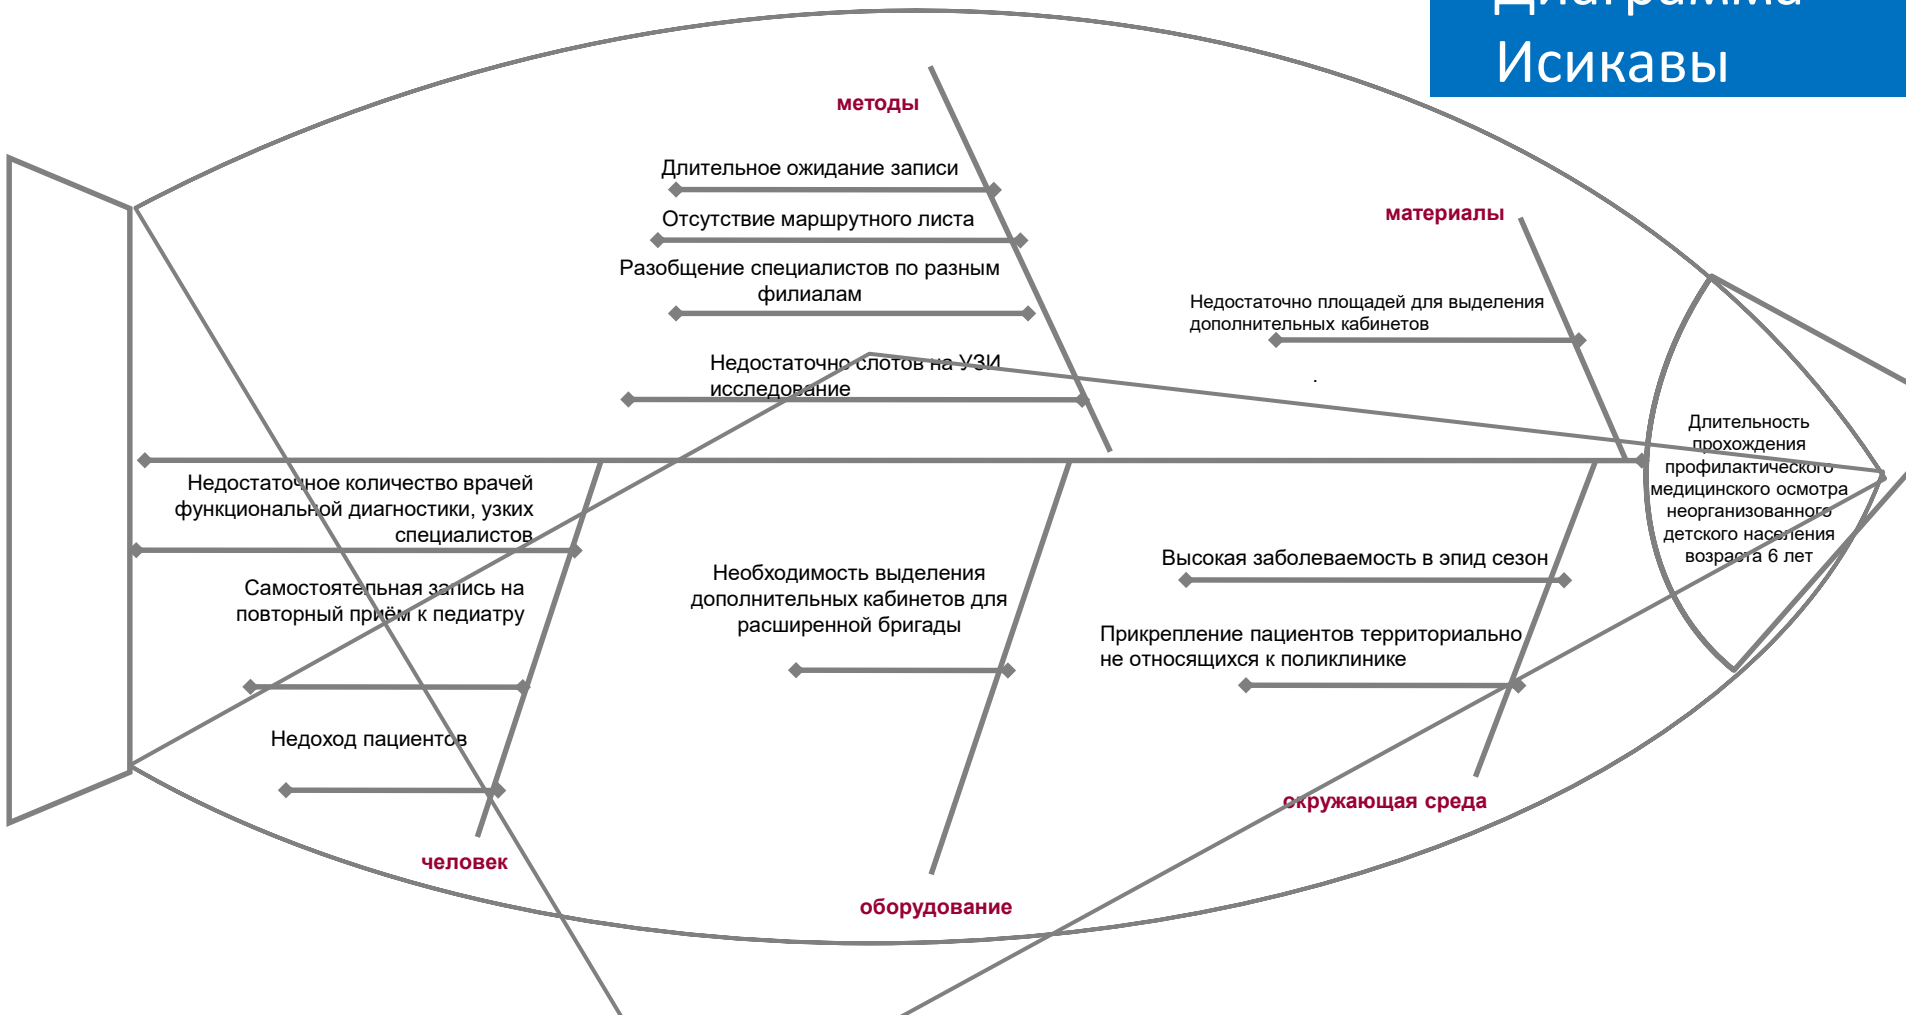 Диаграмма
Исикавы
методы
Длительное ожидание записи
Отсутствие маршрутного листа
Разобщение специалистов по разным
филиалам
Недостаточно слотов на УЗИ
исследование
материалы
Недостаточно площадей для выделения
дополнительных кабинетов
.
Длительность
прохождения
профилактического
медицинского осмотра
неорганизованного
детского населения
возраста 6 лет
Недостаточное количество врачей
функциональной диагностики, узких
специалистов
Самостоятельная запись на
повторный приём к педиатру
Недоход пациентов
человек
Необходимость выделения
дополнительных кабинетов для
расширенной бригады
оборудование
Высокая заболеваемость в эпид сезон
Прикрепление пациентов территориально
не относящихся к поликлинике
окружающая среда